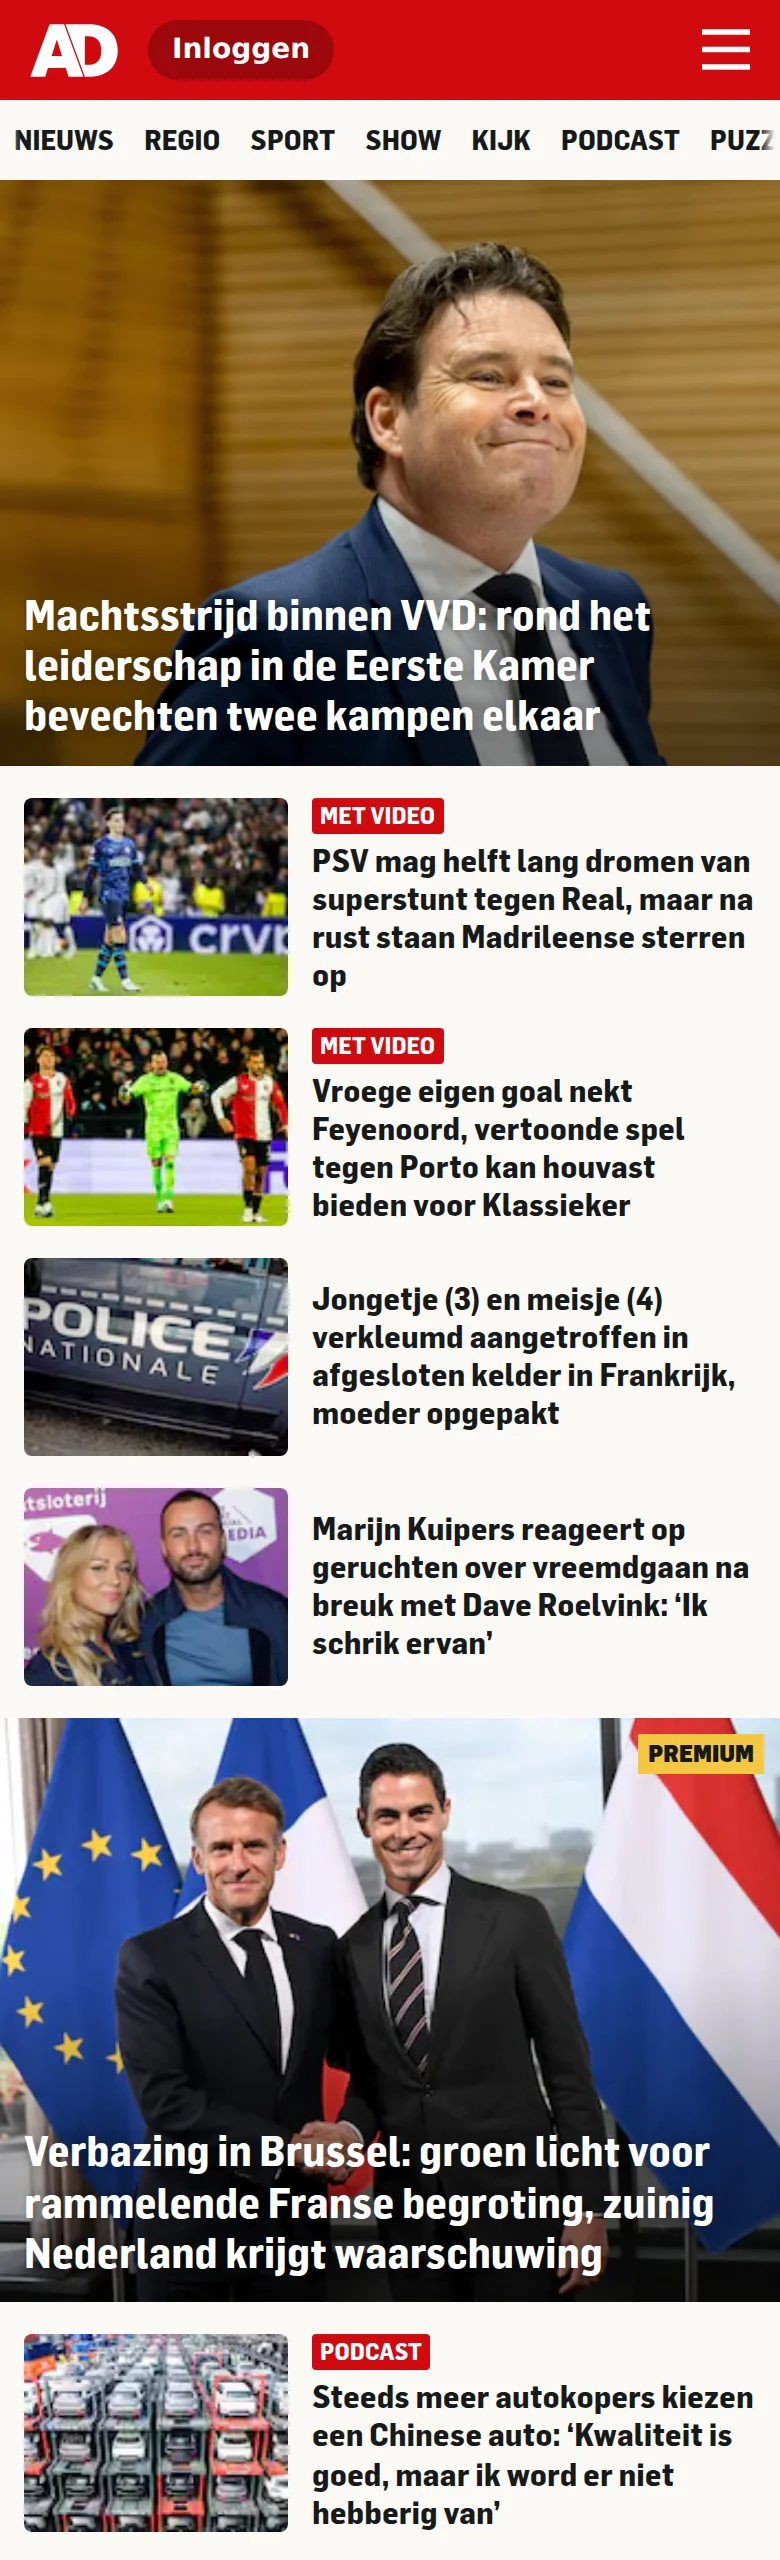 AD
Inloggen
NIEUWS REGIO SPORT SHOW KIJK PODCAST PUZZ
Machtsstrijd binnen VVD: rond het
leiderschap in de Eerste Kamer
bevechten twee kampen elkaar
MET VIDEO
PSV mag helft lang dromen van
superstunt tegen Real, maar na
rust staan Madrileense sterren
op
cryp
MET VIDEO
Vroege eigen goal nekt
Feyenoord, vertoonde spel
tegen Porto kan houvast
bieden voor Klassieker
POLICE
NATIONALE
Jongetje (3) en meisje (4)
verkleumd aangetroffen in
afgesloten kelder in Frankrijk,
moeder opgepakt
tsloterij
EDIA
Marijn Kuipers reageert op
geruchten over vreemdgaan na
breuk met Dave Roelvink: ‘Ik
schrik ervan’
PREMIUM
Verbazing in Brussel: groen licht voor
rammelende Franse begroting, zuinig
Nederland krijgt waarschuwing
PODCAST
Steeds meer autokopers kiezen
een Chinese auto: ‘Kwaliteit is
goed, maar ik word er niet
hebberig van’